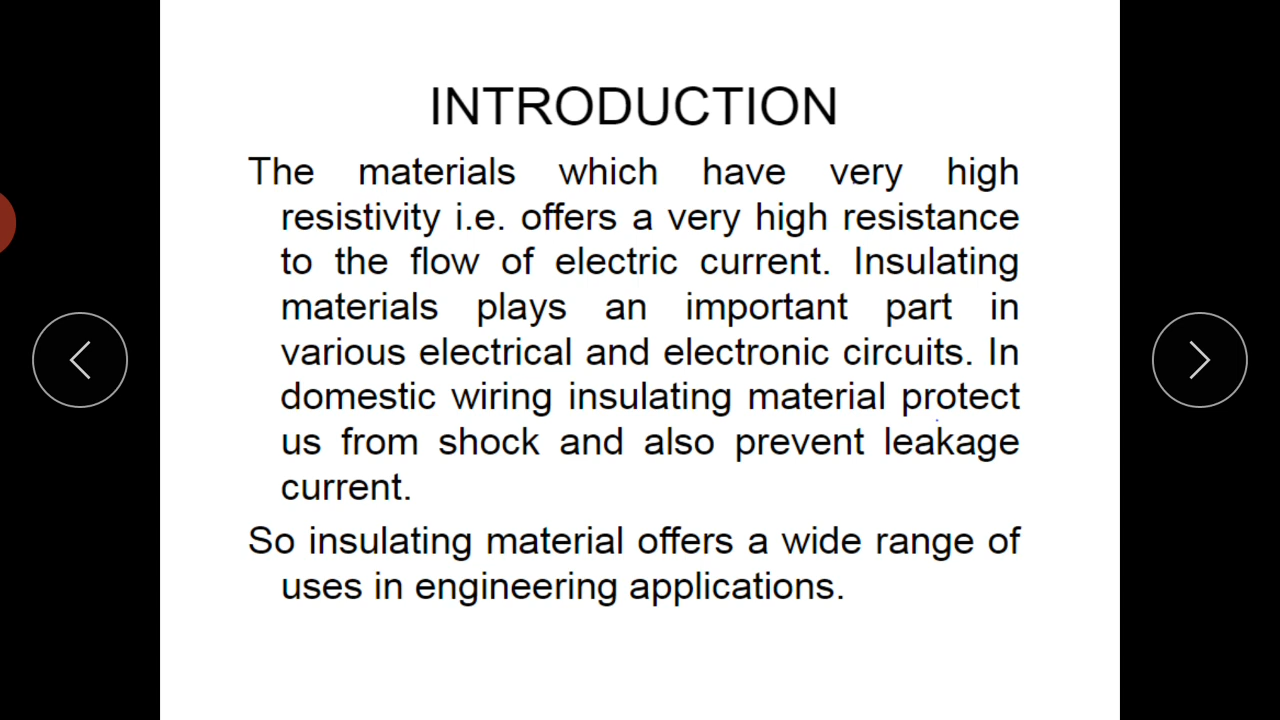 INTRODUCTION
The materials which have very high
resistivity i.e. offers a very high resistance
to the flow of electric current. Insulating
materials plays an important part in
various electrical and electronic circuits. In
domestic wiring insulating material protect
us from shock and also prevent leakage
current.
So insulating material offers a wide range of
uses in engineering applications.